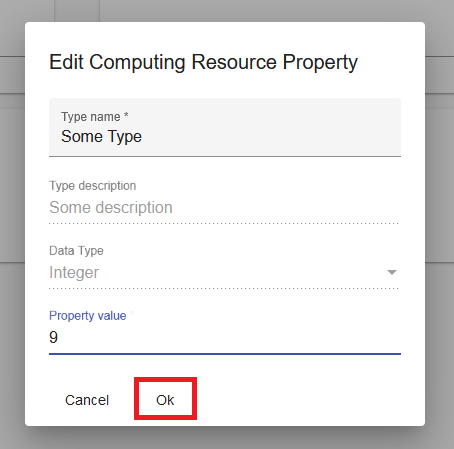 Edit Computing Resource Property
Type name *
Some Type
Type description
Some description
Data Type
Integer
Property value *
9
Cancel Ok